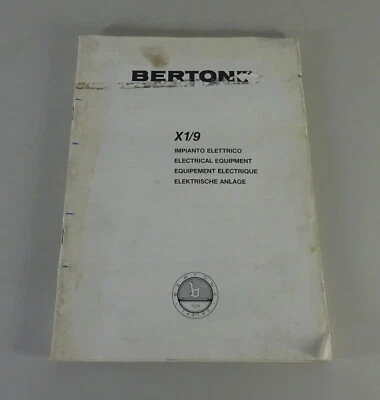 BERTONE
X1/9
IMPIANTO ELETTRICO
ELECTRICAL EQUIPMENT
EQUIPEMENT ELECTRIQUE
ELEKTRISCHE ANLAGE